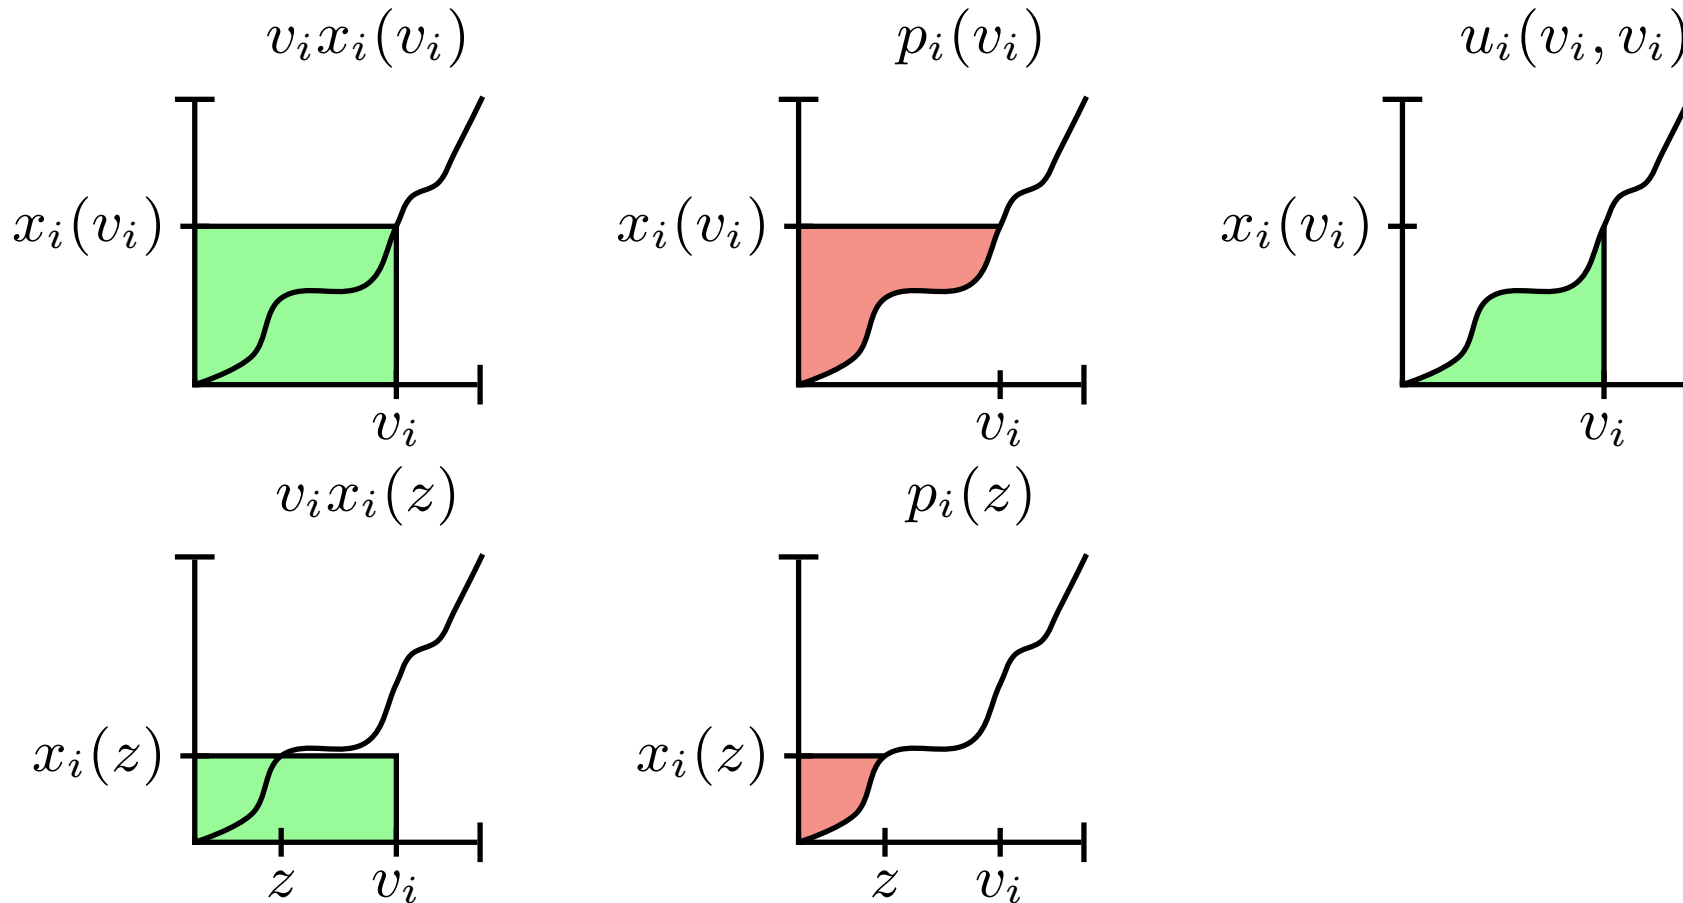 v_i x_i(v_i)
p_i(v_i)
u_i(v_i, v_i)
x_i(v_i)
x_i(v_i)
x_i(v_i)
v_i
v_i
v_i
v_i x_i(z)
p_i(z)
x_i(z)
x_i(z)
z
v_i
z
v_i